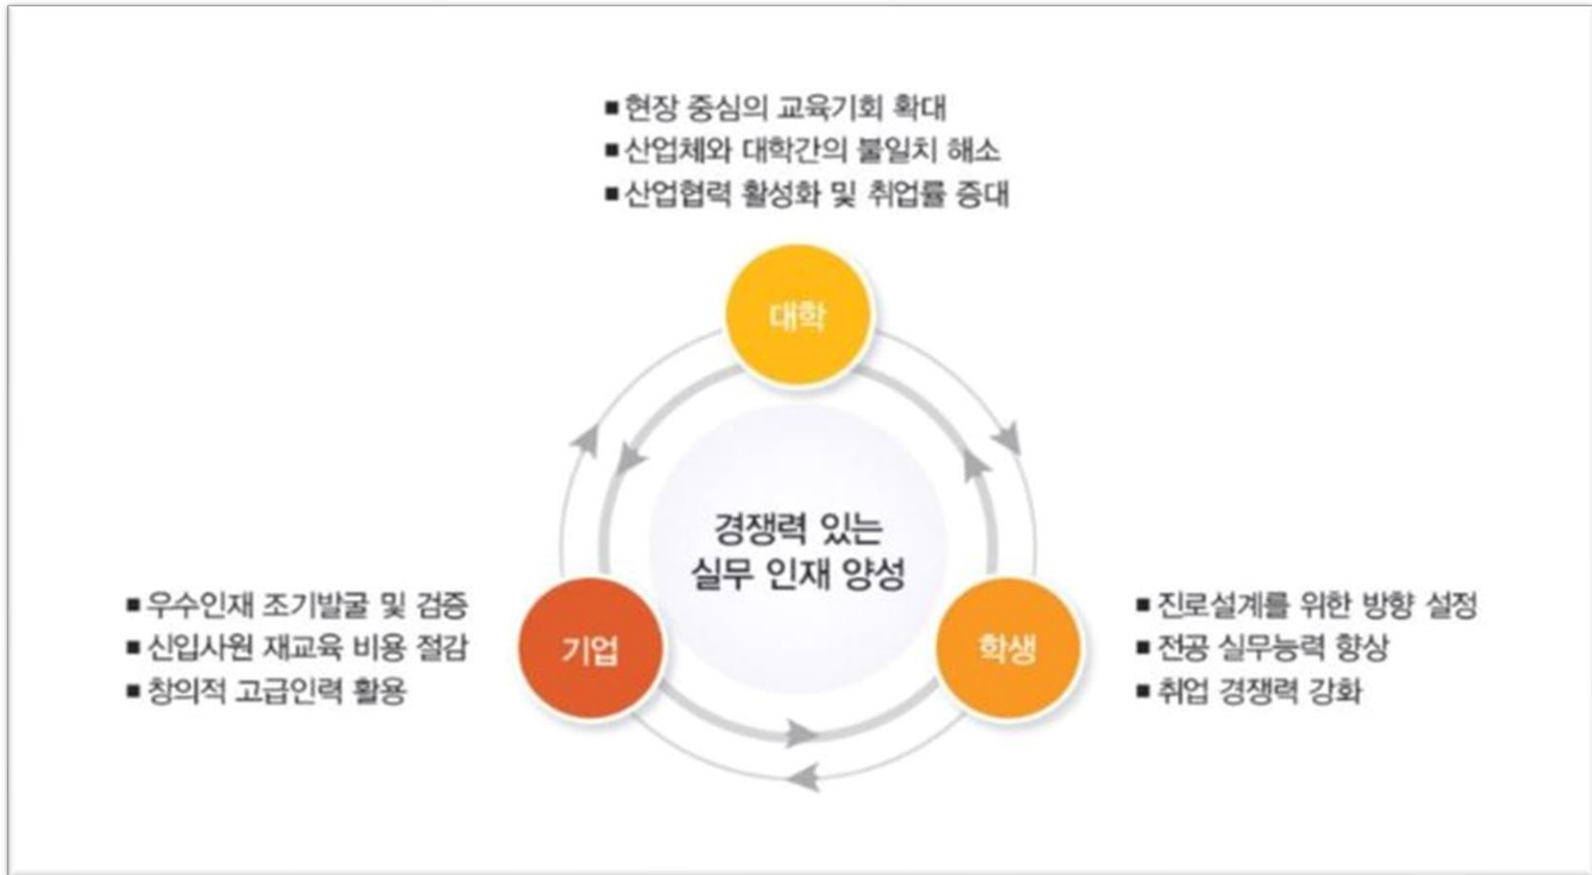 ■ 현장 중심의 교육기회 확대
■ 산업체와 대학간의 불일치 해소
■ 산업협력 활성화 및 취업률 증대
대학
경쟁력 있는
실무 인재 양성
■ 우수인재 조기발굴 및 검증
■ 신입사원 재교육 비용 절감
■ 창의적 고급인력 활용
기업
학생
■ 진로설계를 위한 방향 설정
■ 전공 실무능력 향상
■ 취업 경쟁력 강화